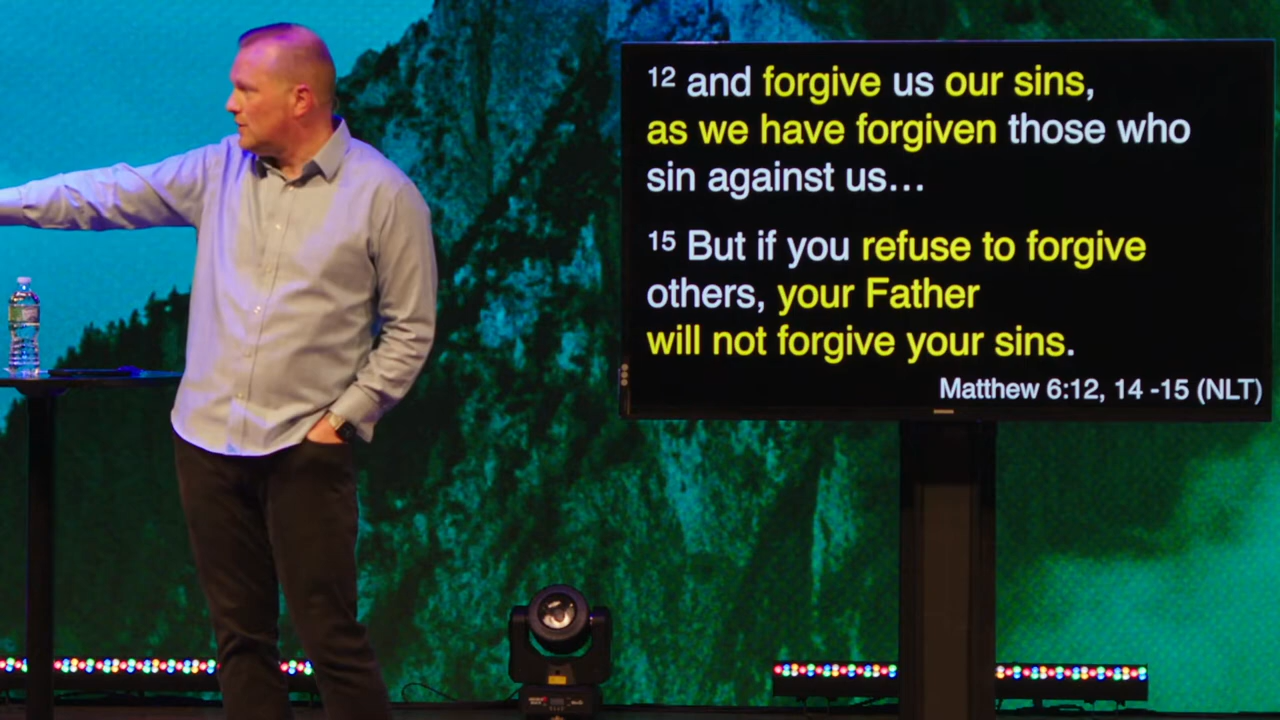 12 and forgive us our sins,
as we have forgiven those who
sin against us…
15 But if you refuse to forgive
others, your Father
will not forgive your sins.
Matthew 6:12, 14 -15 (NLT)